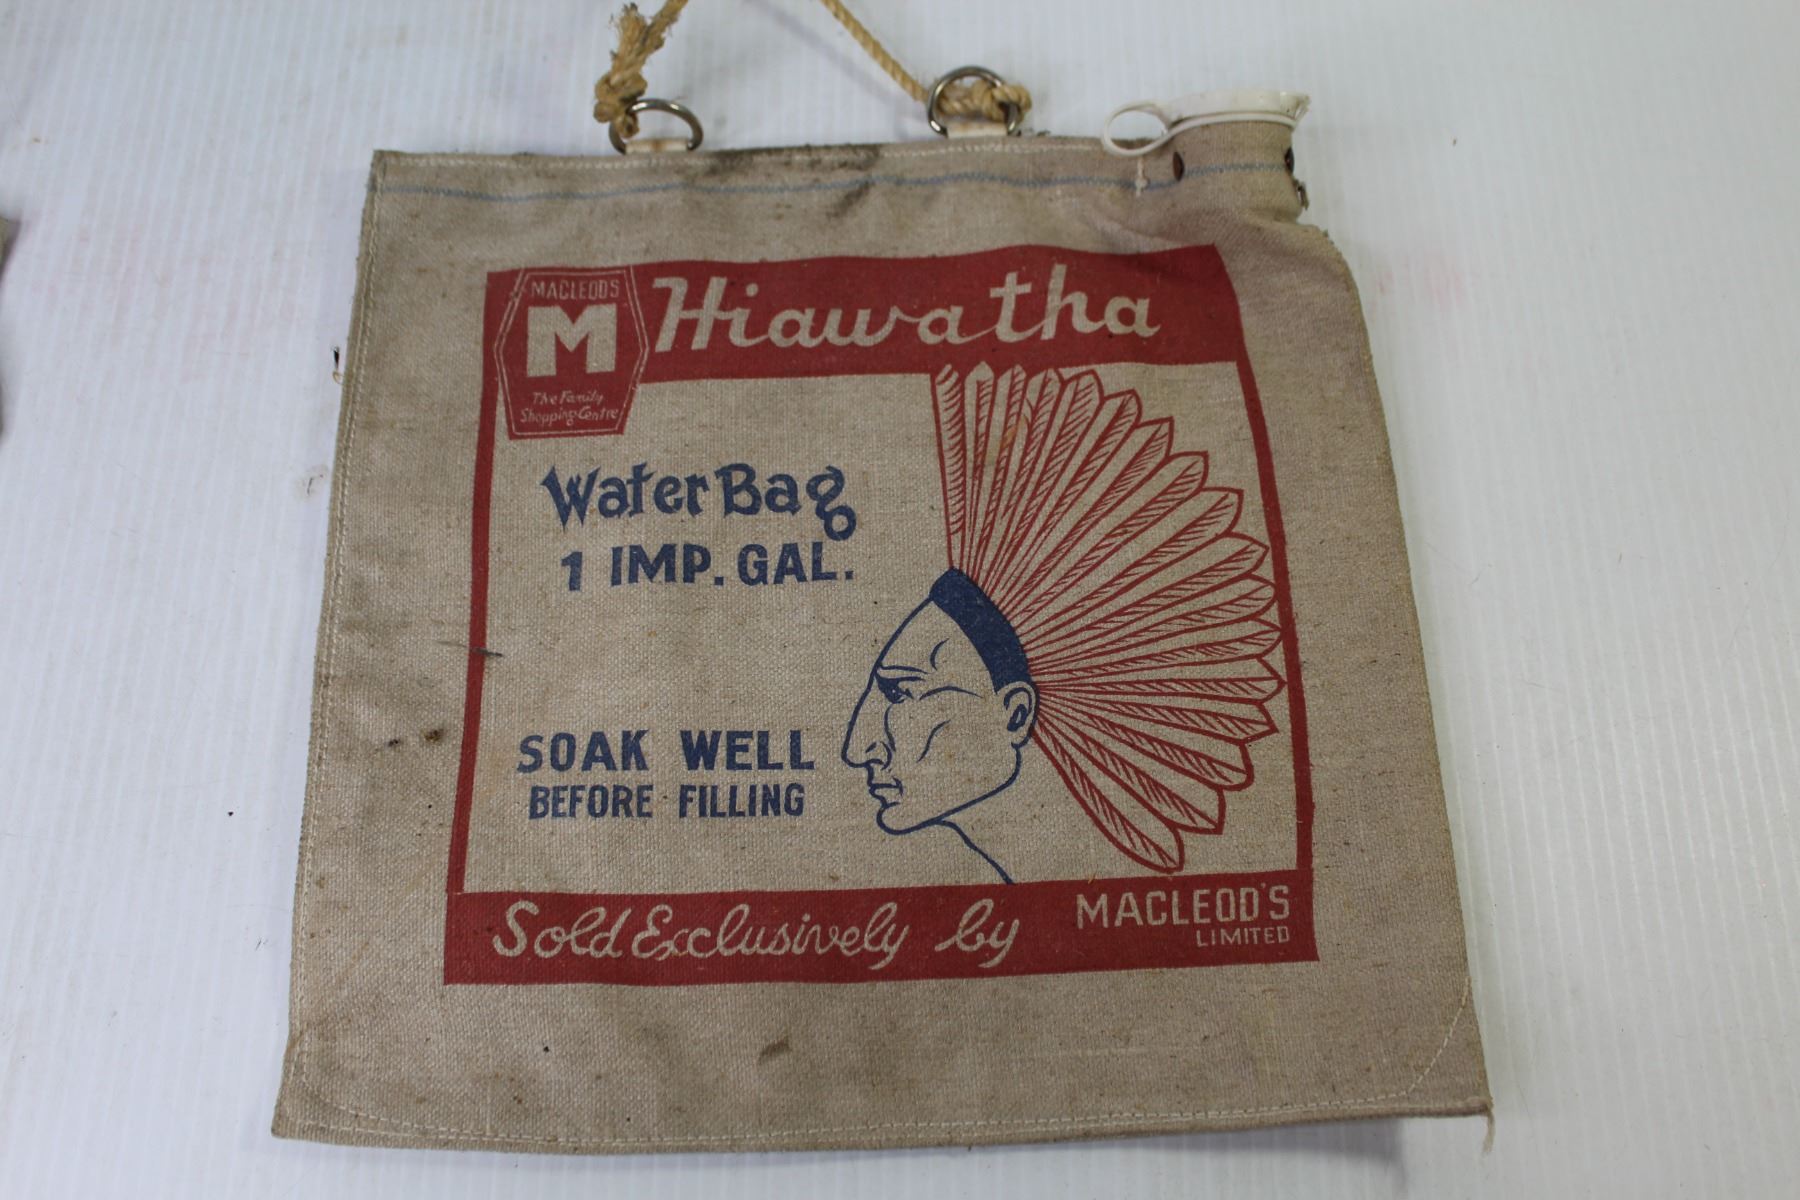 MACLEOD'S
M
The Family
Shopping Centre
Hiawatha
Water Bag
1 IMP. GAL.
SOAK WELL
BEFORE FILLING
Sold Exclusively by
MACLEOD'S
LIMITED